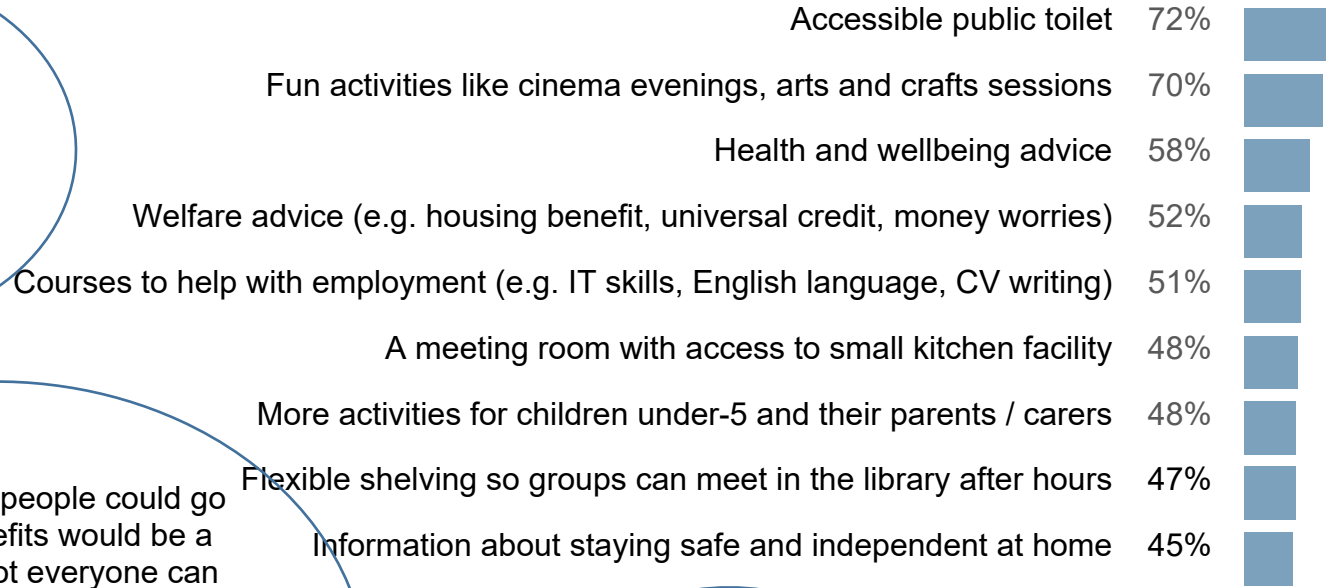 Accessible public toilet 72%
Fun activities like cinema evenings, arts and crafts sessions 70%
Health and wellbeing advice 58%
Welfare advice (e.g. housing benefit, universal credit, money worries) 52%
Courses to help with employment (e.g. IT skills, English language, CV writing) 51%
A meeting room with access to small kitchen facility 48%
More activities for children under-5 and their parents / carers 48%
Flexible shelving so groups can meet in the library after hours 47%
Information about staying safe and independent at home 45%
people could go
efits would be a
ot everyone can